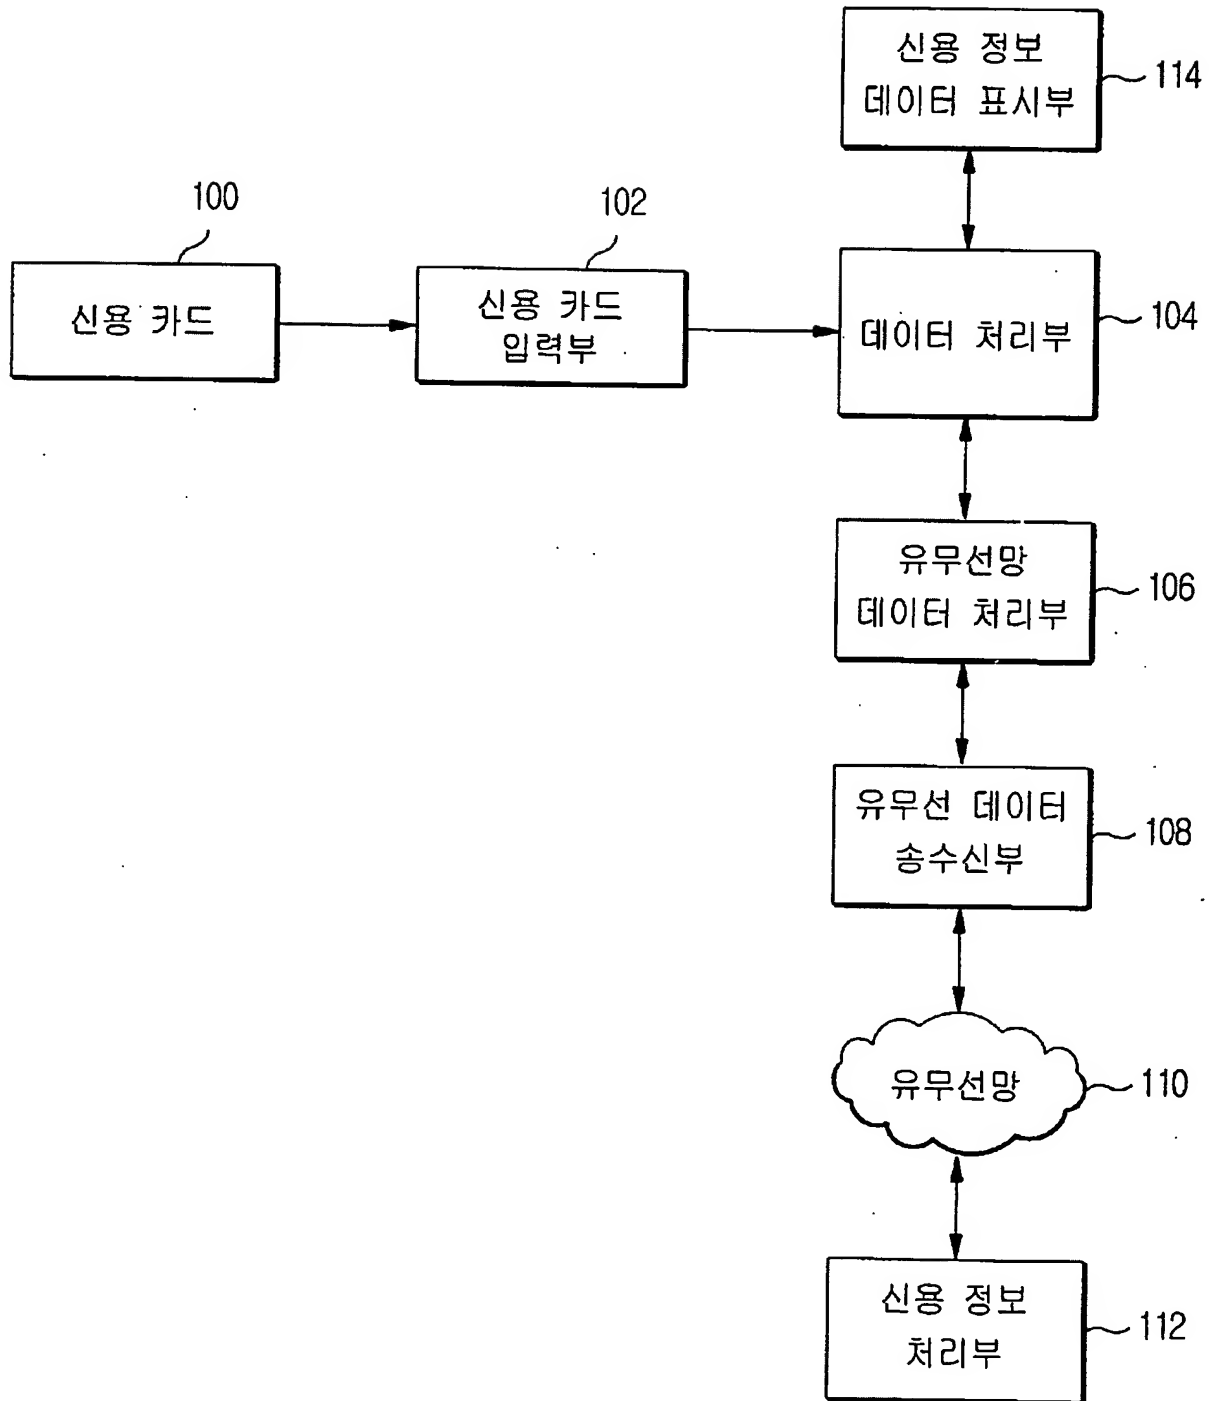 신용 정보
데이터 표시부
114
100
102
신용 카드
신용 카드
입력부
데이터 처리부
104
유무선망
데이터 처리부
106
유무선 데이터
송수신부
108
유무선망
110
신용 정보
처리부
112